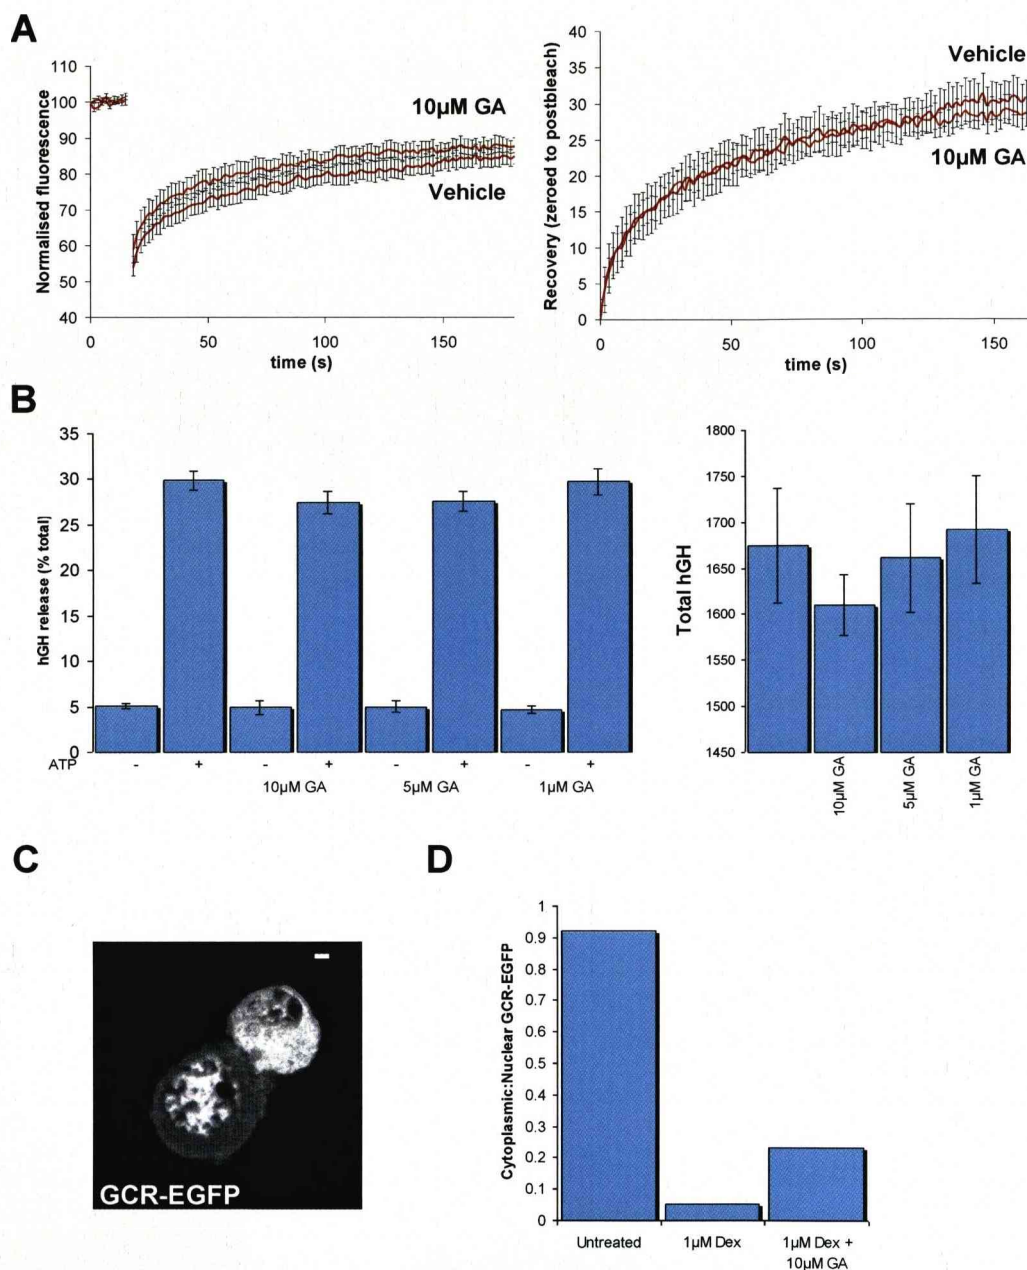 A
Normalised fluorescence
110
100
90
80
70
60
50
40
0
50
100
150
time (s)
10µM GA
Vehicle
Recovery (zeroed to postbleach)
40
35
30
25
20
15
10
5
0
0
50
100
150
time (s)
Vehicle
10µM GA
B
hGH release (% total)
35
30
25
20
15
10
5
0
ATP - + - + - + - +
10µM GA 5µM GA 1µM GA
Total hGH
1800
1750
1700
1650
1600
1550
1500
1450
10µM GA
5µM GA
1µM GA
C
GCR-EGFP
D
Cytoplasmic:Nuclear GCR-EGFP
1
0.9
0.8
0.7
0.6
0.5
0.4
0.3
0.2
0.1
0
Untreated 1µM Dex 1µM Dex +
10µM GA